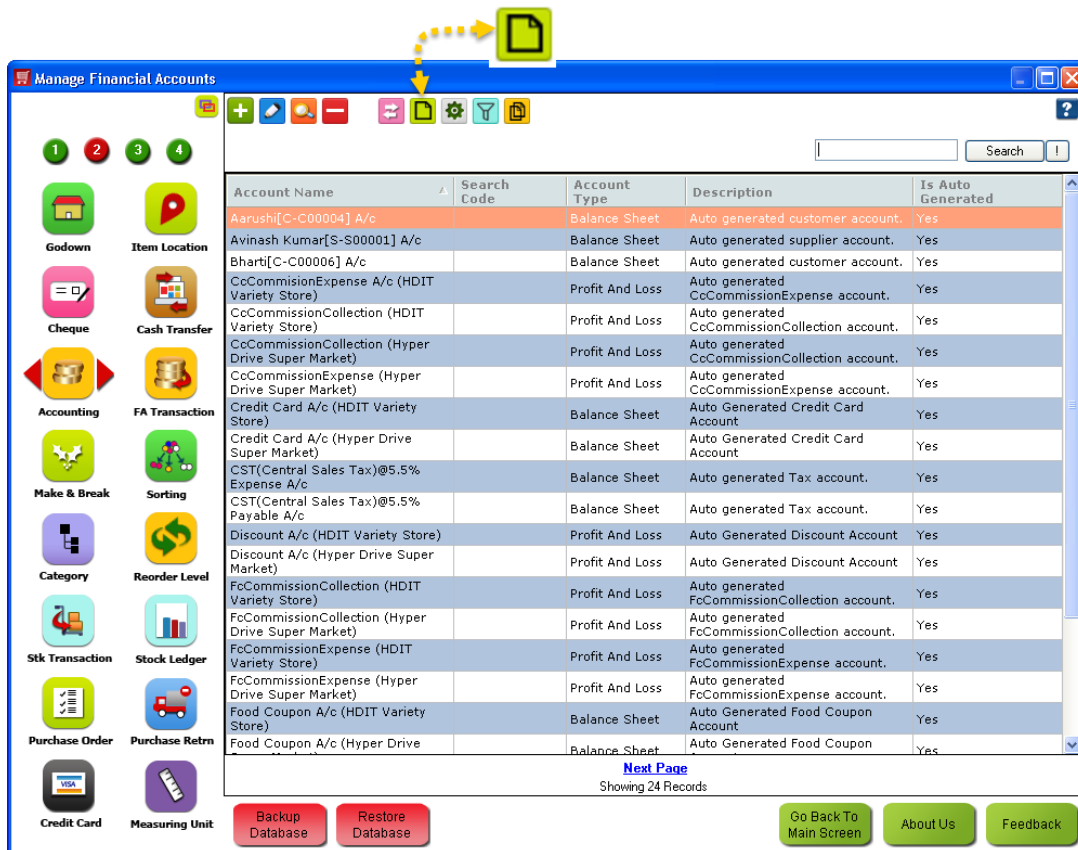 Manage Financial Accounts
?
1 2 3 4
Search !
Godown
Item Location
Cheque
Cash Transfer
Accounting
FA Transaction
Make & Break
Sorting
Category
Reorder Level
Stk Transaction
Stock Ledger
Purchase Order
Purchase Retrn
VISA
Credit Card
Measuring Unit
Account Name
Search
Code
Account
Type
Description
Is Auto
Generated
Aarushi[C-C00004] A/c Balance Sheet Auto generated customer account. Yes
Avinash Kumar[S-S00001] A/c Balance Sheet Auto generated supplier account. Yes
Bharti[C-C00006] A/c Balance Sheet Auto generated customer account. Yes
CcCommisionExpense A/c (HDIT
Variety Store)
Profit And Loss
Auto generated
CcCommissionExpense account.
Yes
CcCommissionCollection (HDIT
Variety Store)
Profit And Loss
Auto generated
CcCommissionCollection account.
Yes
CcCommissionCollection (Hyper
Drive Super Market)
Profit And Loss
Auto generated
CcCommissionCollection account.
Yes
CcCommissionExpense (Hyper
Drive Super Market)
Profit And Loss
Auto generated
CcCommissionExpense account.
Yes
Credit Card A/c (HDIT Variety
Store)
Balance Sheet
Auto Generated Credit Card
Account
Yes
Credit Card A/c (Hyper Drive
Super Market)
Balance Sheet
Auto Generated Credit Card
Account
Yes
CST(Central Sales Tax)@5.5%
Expense A/c
Balance Sheet
Auto generated Tax account.
Yes
CST(Central Sales Tax)@5.5%
Payable A/c
Balance Sheet
Auto generated Tax account.
Yes
Discount A/c (HDIT Variety Store) Profit And Loss Auto Generated Discount Account Yes
Discount A/c (Hyper Drive Super
Market)
Profit And Loss
Auto Generated Discount Account
Yes
FcCommissionCollection (HDIT
Variety Store)
Profit And Loss
Auto generated
FcCommissionCollection account.
Yes
FcCommissionCollection (Hyper
Drive Super Market)
Profit And Loss
Auto generated
FcCommissionCollection account.
Yes
FcCommissionExpense (HDIT
Variety Store)
Profit And Loss
Auto generated
FcCommissionExpense account.
Yes
FcCommissionExpense (Hyper
Drive Super Market)
Profit And Loss
Auto generated
FcCommissionExpense account.
Yes
Food Coupon A/c (HDIT Variety
Store)
Balance Sheet
Auto Generated Food Coupon
Account
Yes
Food Coupon A/c (Hyper Drive
Balance Sheet
Auto Generated Food Coupon
Yes
Next Page
Showing 24 Records
Backup
Database
Restore
Database
Go Back To
Main Screen
About Us
Feedback